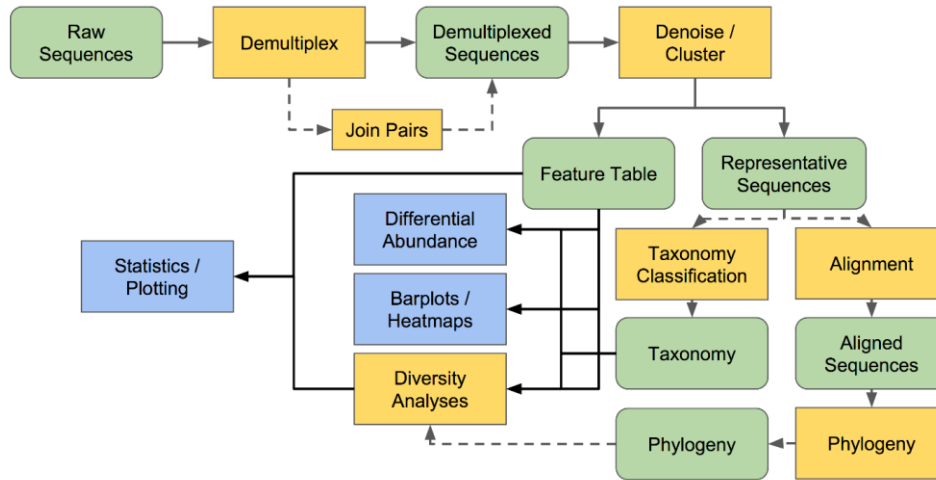 Raw
Sequences
Demultiplex
Demultiplexed
Sequences
Denoise /
Cluster
Join Pairs
Feature Table
Representative
Sequences
Differential
Abundance
Taxonomy
Classification
Alignment
Statistics /
Plotting
Barplots /
Heatmaps
Taxonomy
Aligned
Sequences
Diversity
Analyses
Phylogeny
Phylogeny